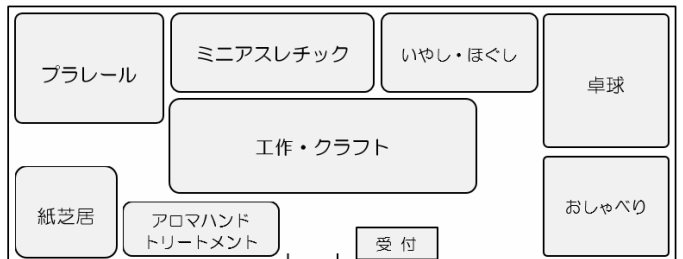 プラレール
ミニアスレチック
いやし・ほぐし
卓球
工作・クラフト
紙芝居
アロマハンド
トリートメント
受付
おしゃべり